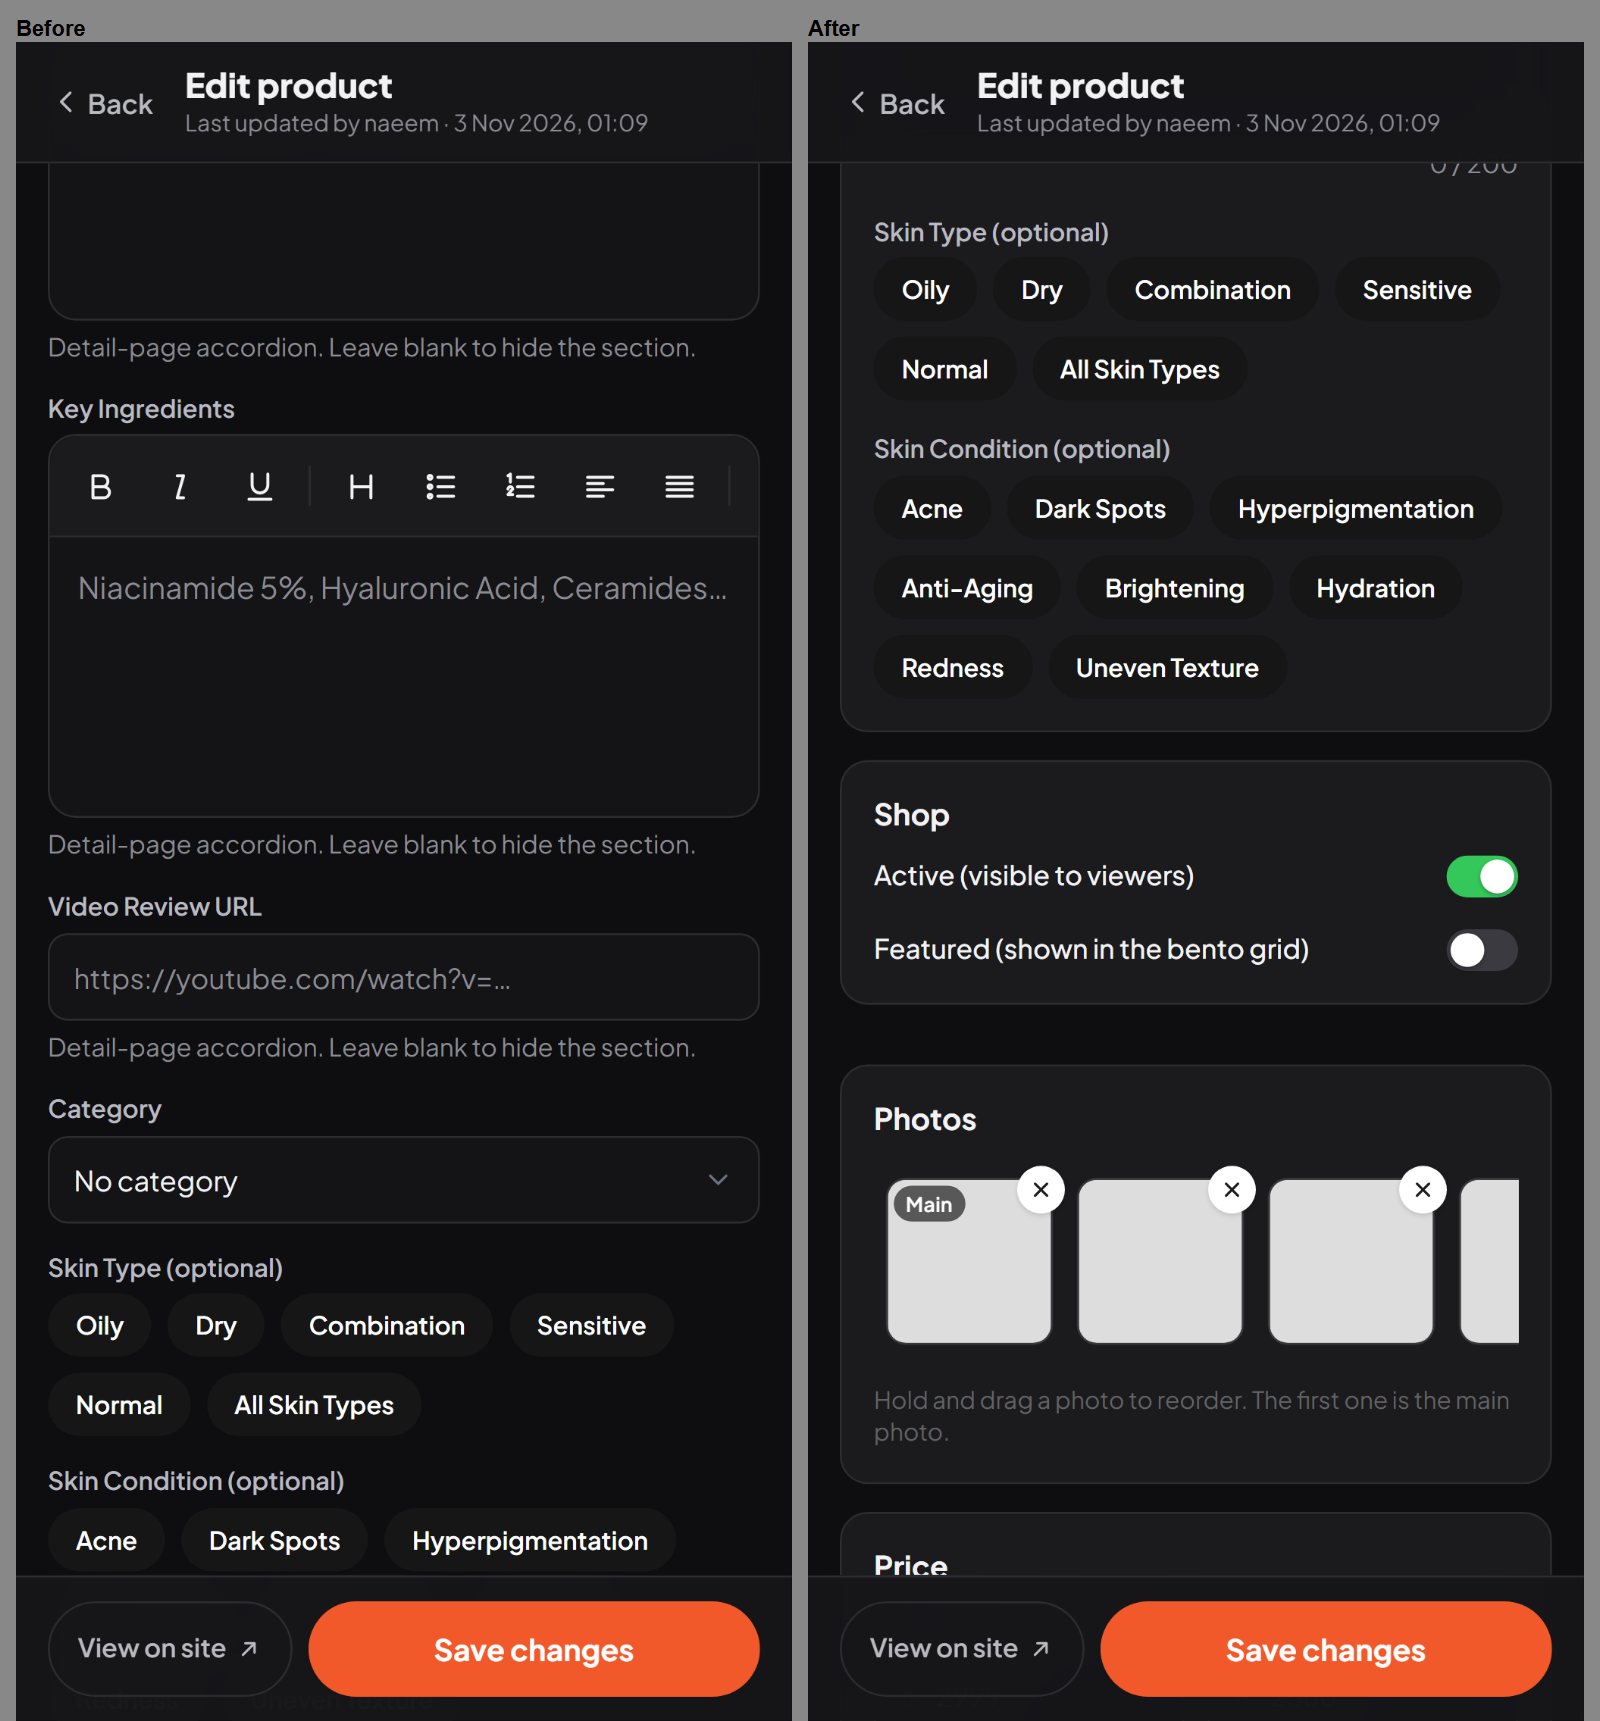 Before
Back
Edit product
Last updated by naeem · 3 Nov 2026, 01:09
Detail-page accordion. Leave blank to hide the section.
Key Ingredients
B I U H
Niacinamide 5%, Hyaluronic Acid, Ceramides...
Detail-page accordion. Leave blank to hide the section.
Video Review URL
https://youtube.com/watch?v=...
Detail-page accordion. Leave blank to hide the section.
Category
No category
Skin Type (optional)
Oily Dry Combination Sensitive
Normal All Skin Types
Skin Condition (optional)
Acne Dark Spots Hyperpigmentation
View on site Save changes
Redness Uneven Texture
After
Back
Edit product
Last updated by naeem · 3 Nov 2026, 01:09
0 / 200
Skin Type (optional)
Oily Dry Combination Sensitive
Normal All Skin Types
Skin Condition (optional)
Acne Dark Spots Hyperpigmentation
Anti-Aging Brightening Hydration
Redness Uneven Texture
Shop
Active (visible to viewers)
Featured (shown in the bento grid)
Photos
Main
Hold and drag a photo to reorder. The first one is the main
photo.
Price
View on site Save changes